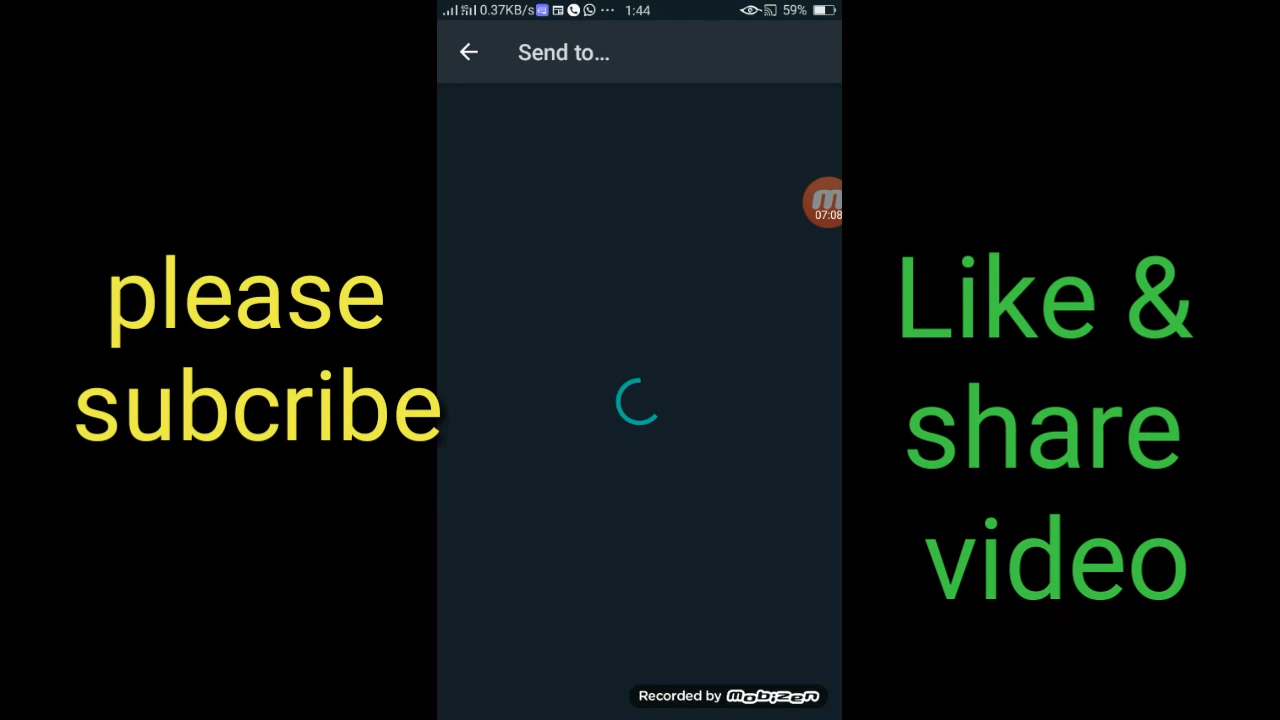 0.37KB/s 1:44 59%
Send to...
07:08
please
subcribe
Like &
share
video
Recorded by MobiZen